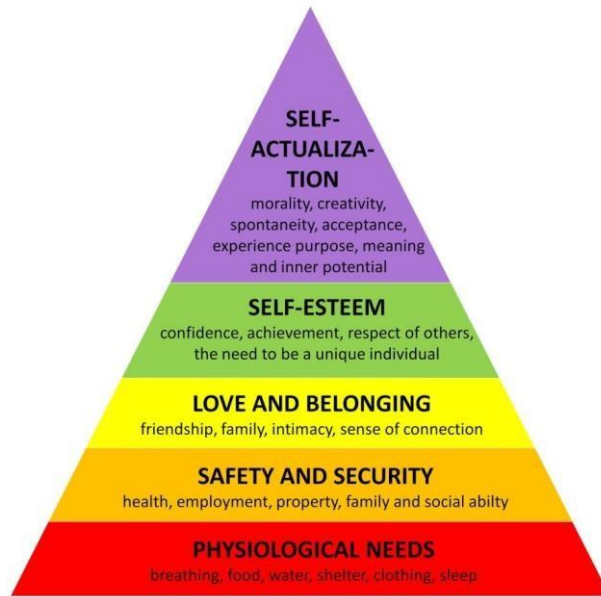 SELF-
ACTUALIZA-
TION
morality, creativity,
spontaneity, acceptance,
experience purpose, meaning
and inner potential
SELF-ESTEEM
confidence, achievement, respect of others,
the need to be a unique individual
LOVE AND BELONGING
friendship, family, intimacy, sense of connection
SAFETY AND SECURITY
health, employment, property, family and social abilty
PHYSIOLOGICAL NEEDS
breathing, food, water, shelter, clothing, sleep